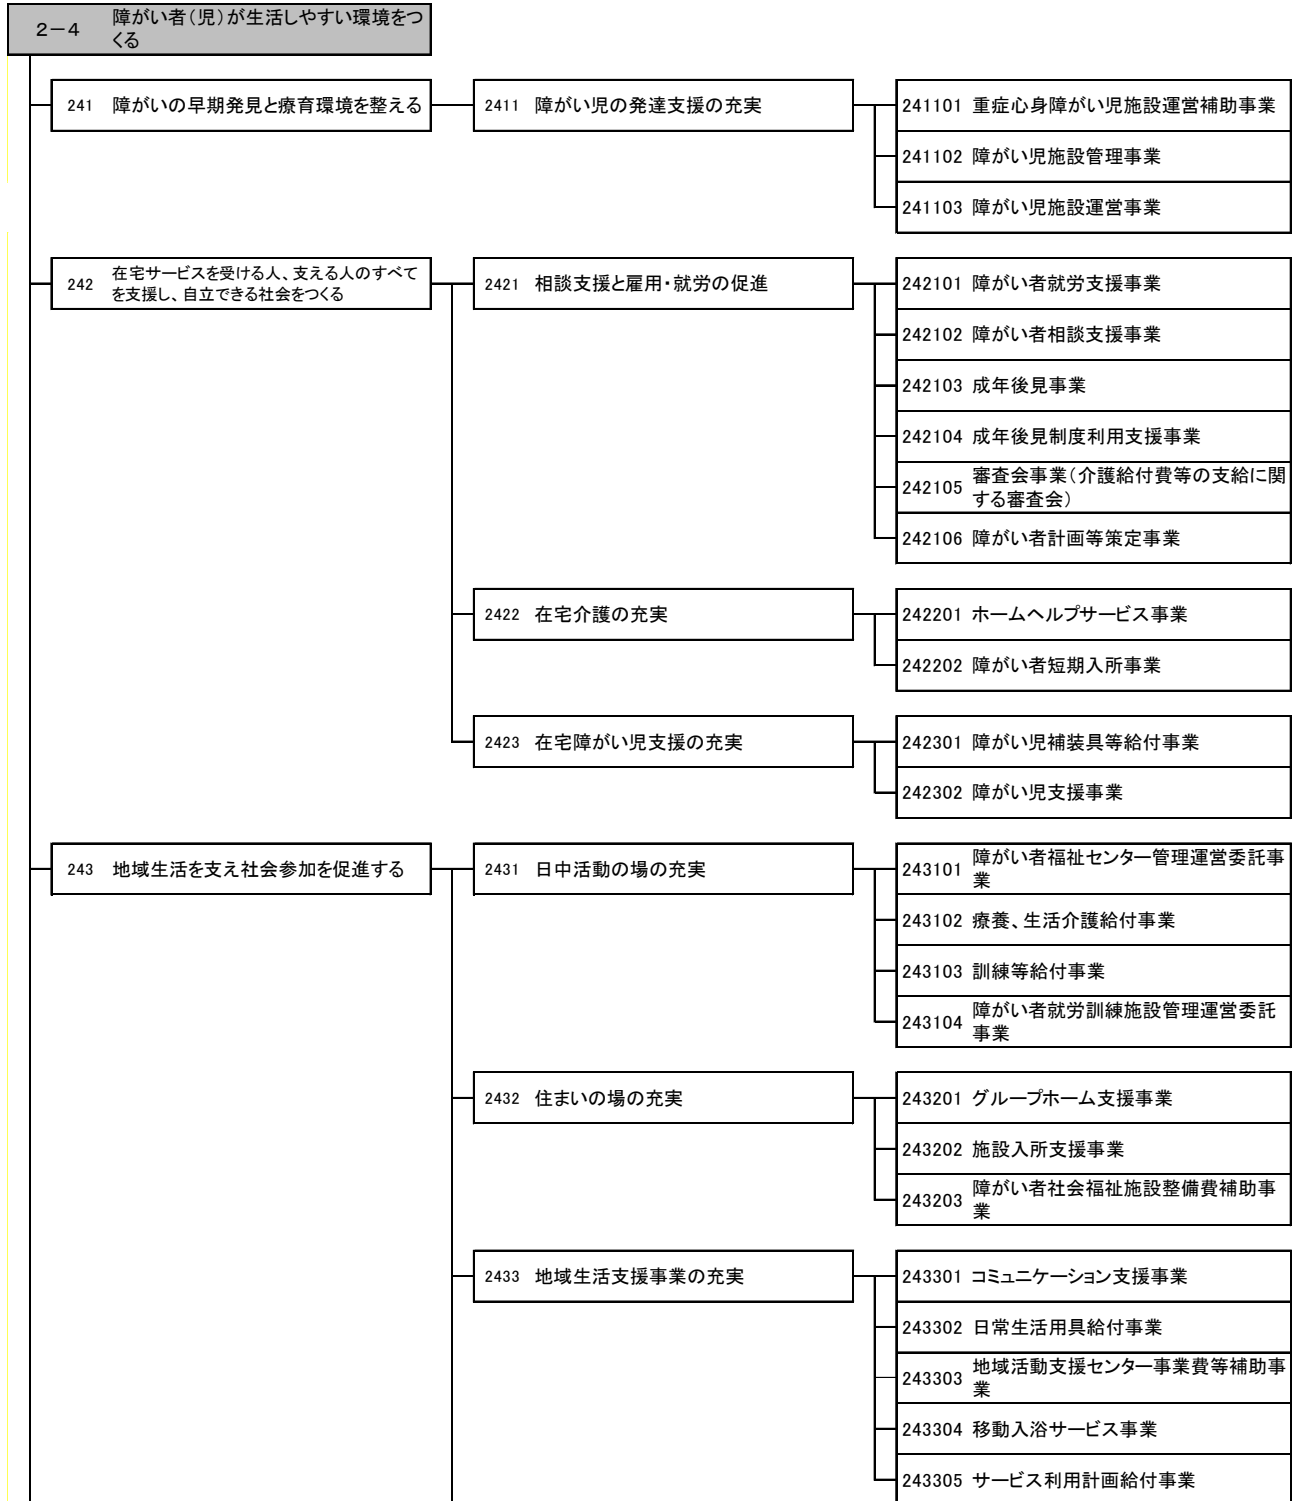 2-4 障がい者(児)が生活しやすい環境をつ
くる
241 障がいの早期発見と療育環境を整える
2411 障がい児の発達支援の充実
241101 重症心身障がい児施設運営補助事業
241102 障がい児施設管理事業
241103 障がい児施設運営事業
242 在宅サービスを受ける人、支える人のすべて
を支援し、自立できる社会をつくる
2421 相談支援と雇用・就労の促進
242101 障がい者就労支援事業
242102 障がい者相談支援事業
242103 成年後見事業
242104 成年後見制度利用支援事業
242105 審査会事業(介護給付費等の支給に関
する審査会)
242106 障がい者計画等策定事業
2422 在宅介護の充実
242201 ホームヘルプサービス事業
242202 障がい者短期入所事業
2423 在宅障がい児支援の充実
242301 障がい児補装具等給付事業
242302 障がい児支援事業
243 地域生活を支え社会参加を促進する
2431 日中活動の場の充実
243101 障がい者福祉センター管理運営委託事
業
243102 療養、生活介護給付事業
243103 訓練等給付事業
243104 障がい者就労訓練施設管理運営委託
事業
2432 住まいの場の充実
243201 グループホーム支援事業
243202 施設入所支援事業
243203 障がい者社会福祉施設整備費補助事
業
2433 地域生活支援事業の充実
243301 コミュニケーション支援事業
243302 日常生活用具給付事業
243303 地域活動支援センター事業費等補助事
業
243304 移動入浴サービス事業
243305 サービス利用計画給付事業